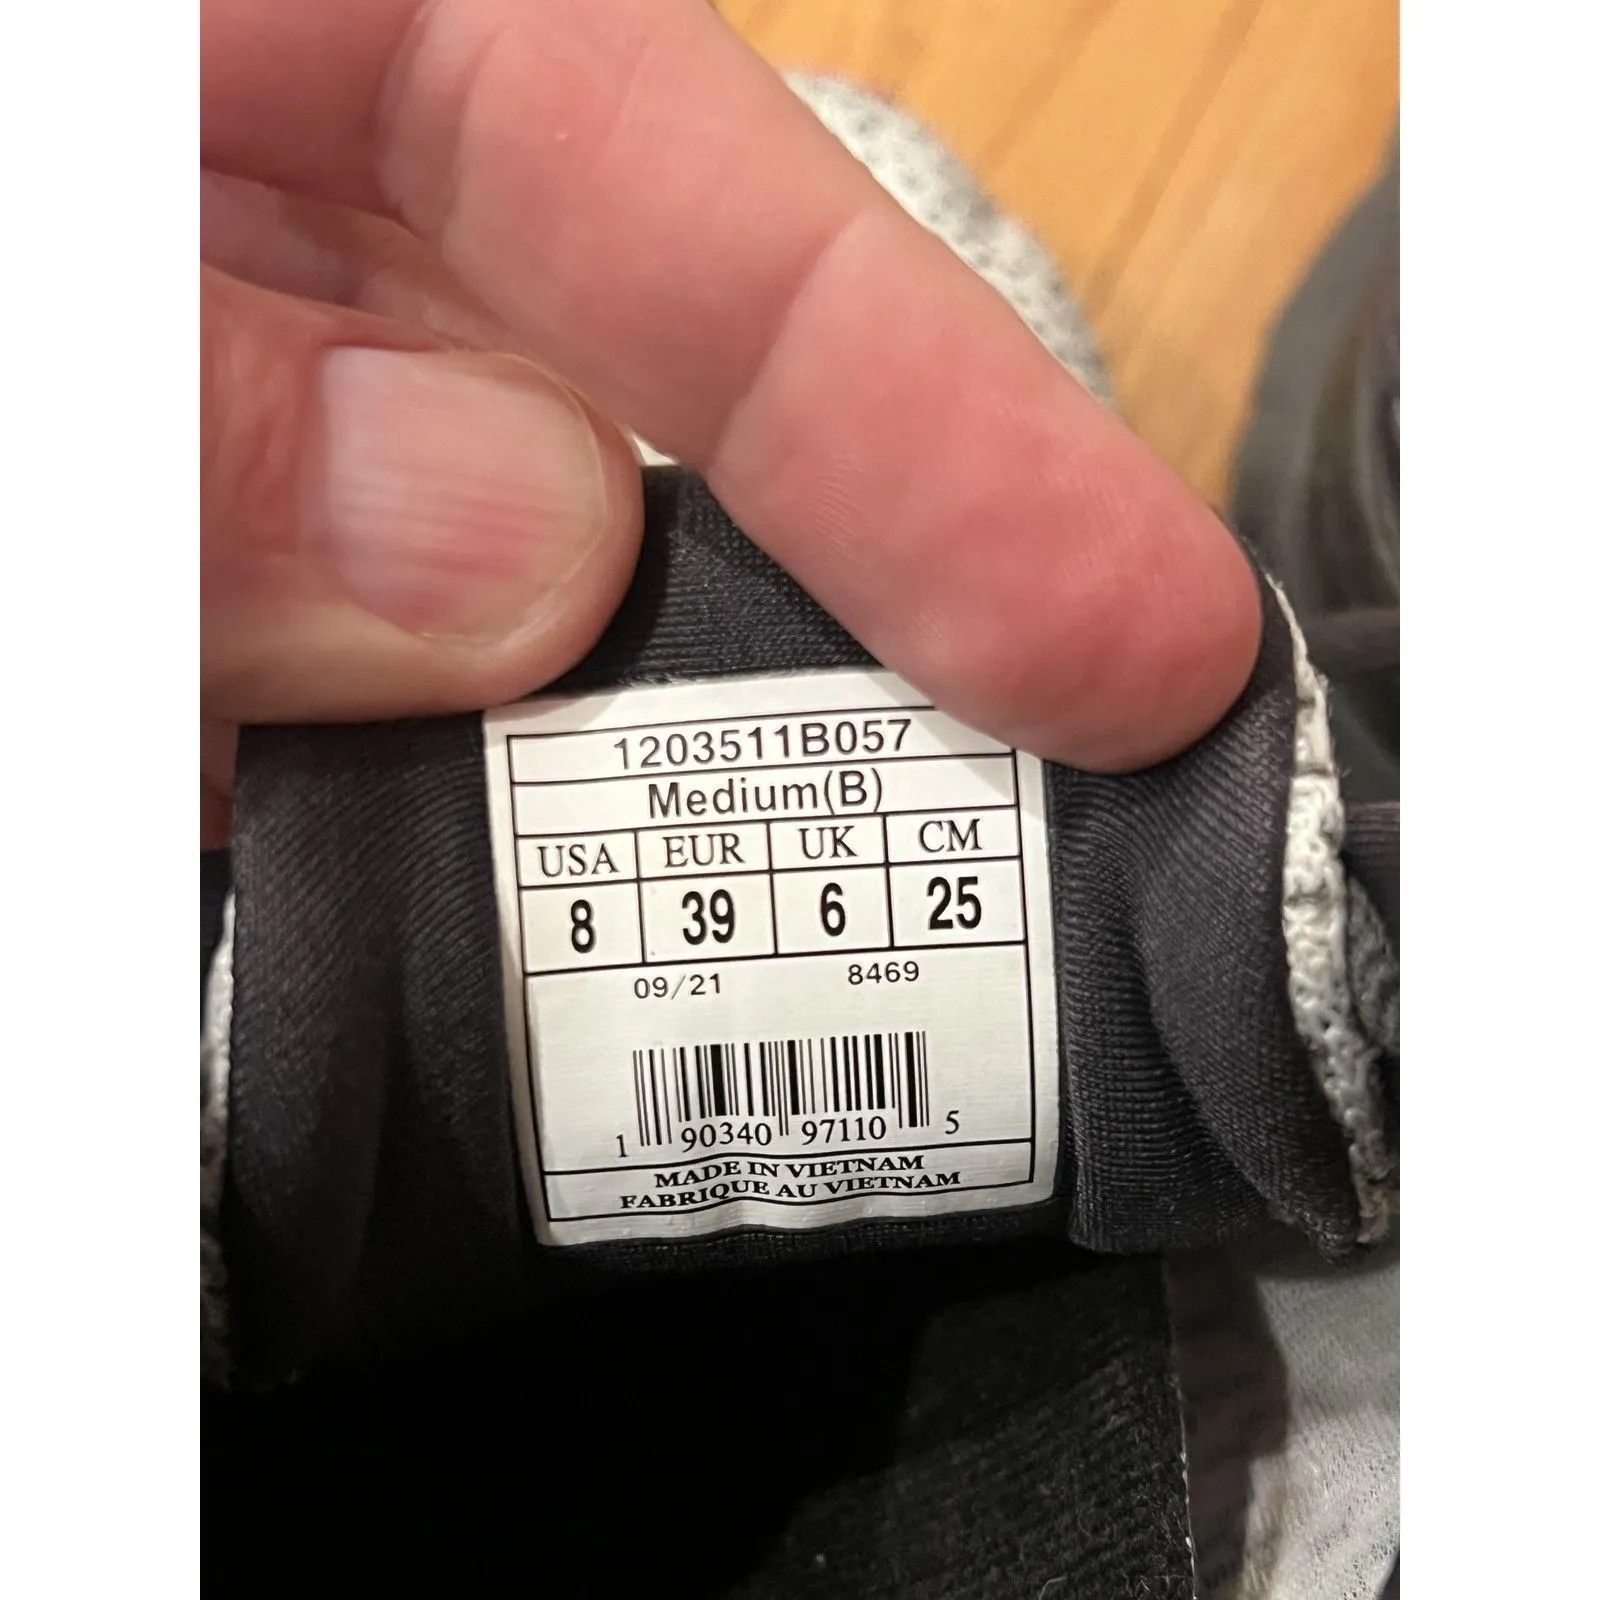 1203511B057
Medium(B)
USA EUR UK CM
8 39 6 25
09/21 8469
1 90340 97110 5
MADE IN VIETNAM
FABRIQUE AU VIETNAM